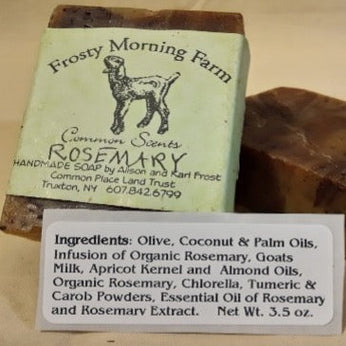 Frosty Morning Farm
Common Scents
ROSEMARY
HANDMADE SOAP by Alison and Karl Frost
Common Place Land Trust
Truxton, NY 607.842.6799
Ingredients: Olive, Coconut & Palm Oils,
Infusion of Organic Rosemary, Goats
Milk, Apricot Kernel and Almond Oils,
Organic Rosemary, Chlorella, Tumeric &
Carob Powders, Essential Oil of Rosemary
and Rosemary Extract. Net Wt. 3.5 oz.